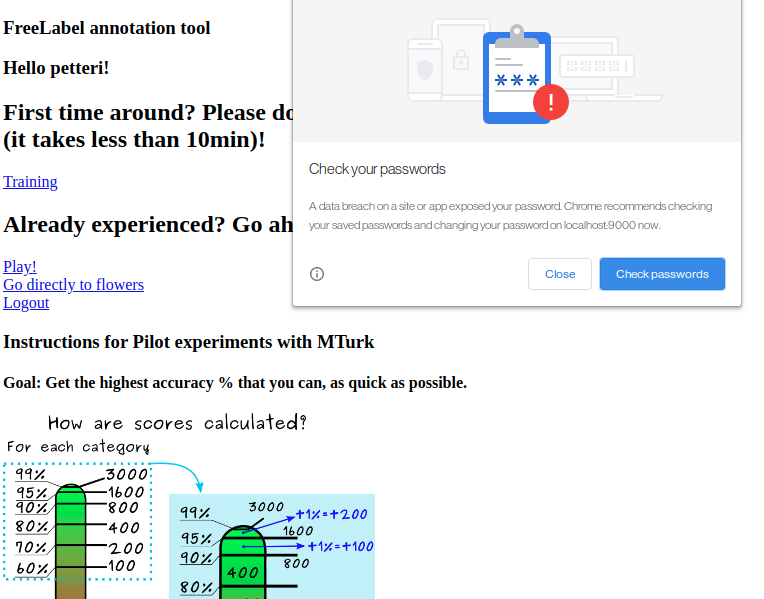 FreeLabel annotation tool
Hello petteri!
First time around? Please do
(it takes less than 10min)!
Training
Already experienced? Go ah
Play!
Go directly to flowers
Logout
Check your passwords
A data breach on a site or app exposed your password. Chrome recommends checking
your saved passwords and changing your password on localhost:9000 now.
Close
Check passwords
Instructions for Pilot experiments with MTurk
Goal: Get the highest accuracy % that you can, as quick as possible.
How are scores calculated?
For each category
99% 3000
95% 1600
90% 800
80% 400
70% 200
60% 100
99% 3000 +1%=+200
95% 1600
+1%=+100
90% 800
400
80%